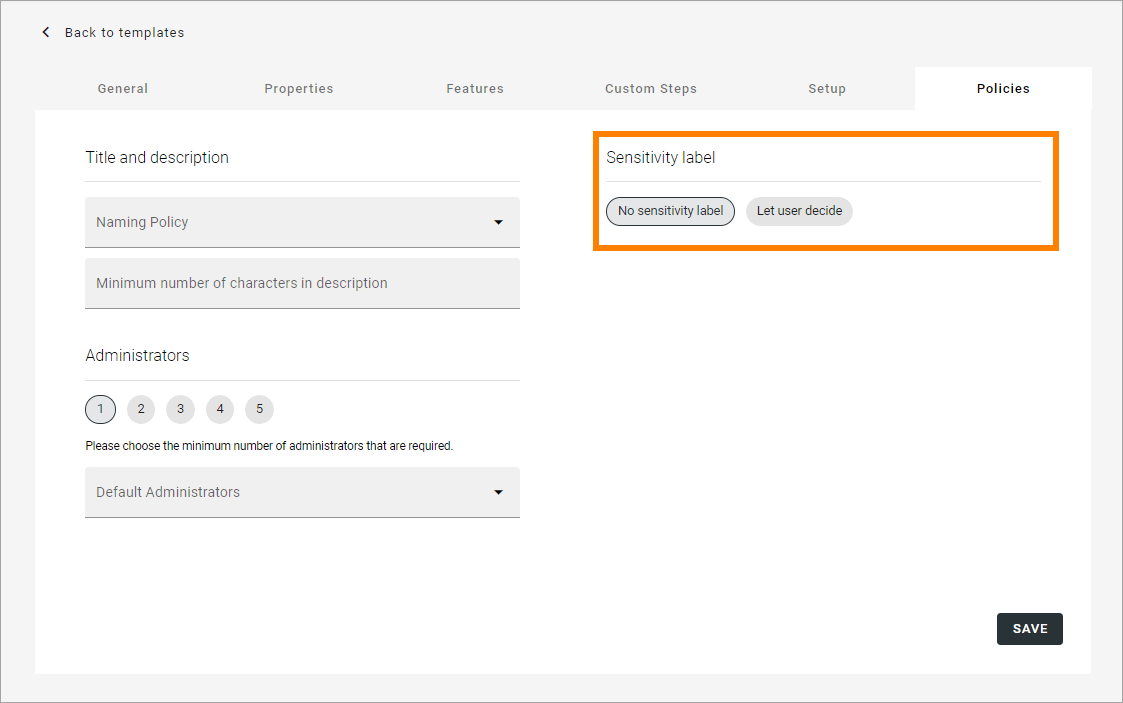 Back to templates
General
Properties
Features
Custom Steps
Setup
Policies
Title and description
Naming Policy
Minimum number of characters in description
Administrators
1 2 3 4 5
Please choose the minimum number of administrators that are required.
Default Administrators
Sensitivity label
No sensitivity label
Let user decide
SAVE